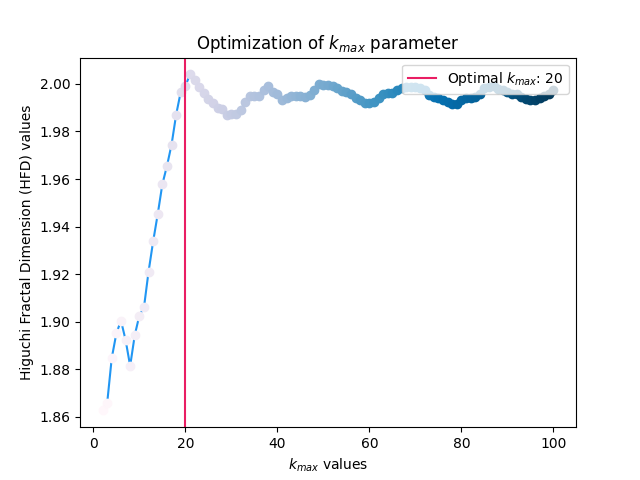 Optimization of k_max parameter
Optimal k_max: 20
Higuchi Fractal Dimension (HFD) values
2.00
1.98
1.96
1.94
1.92
1.90
1.88
1.86
0 20 40 60 80 100
k_max values